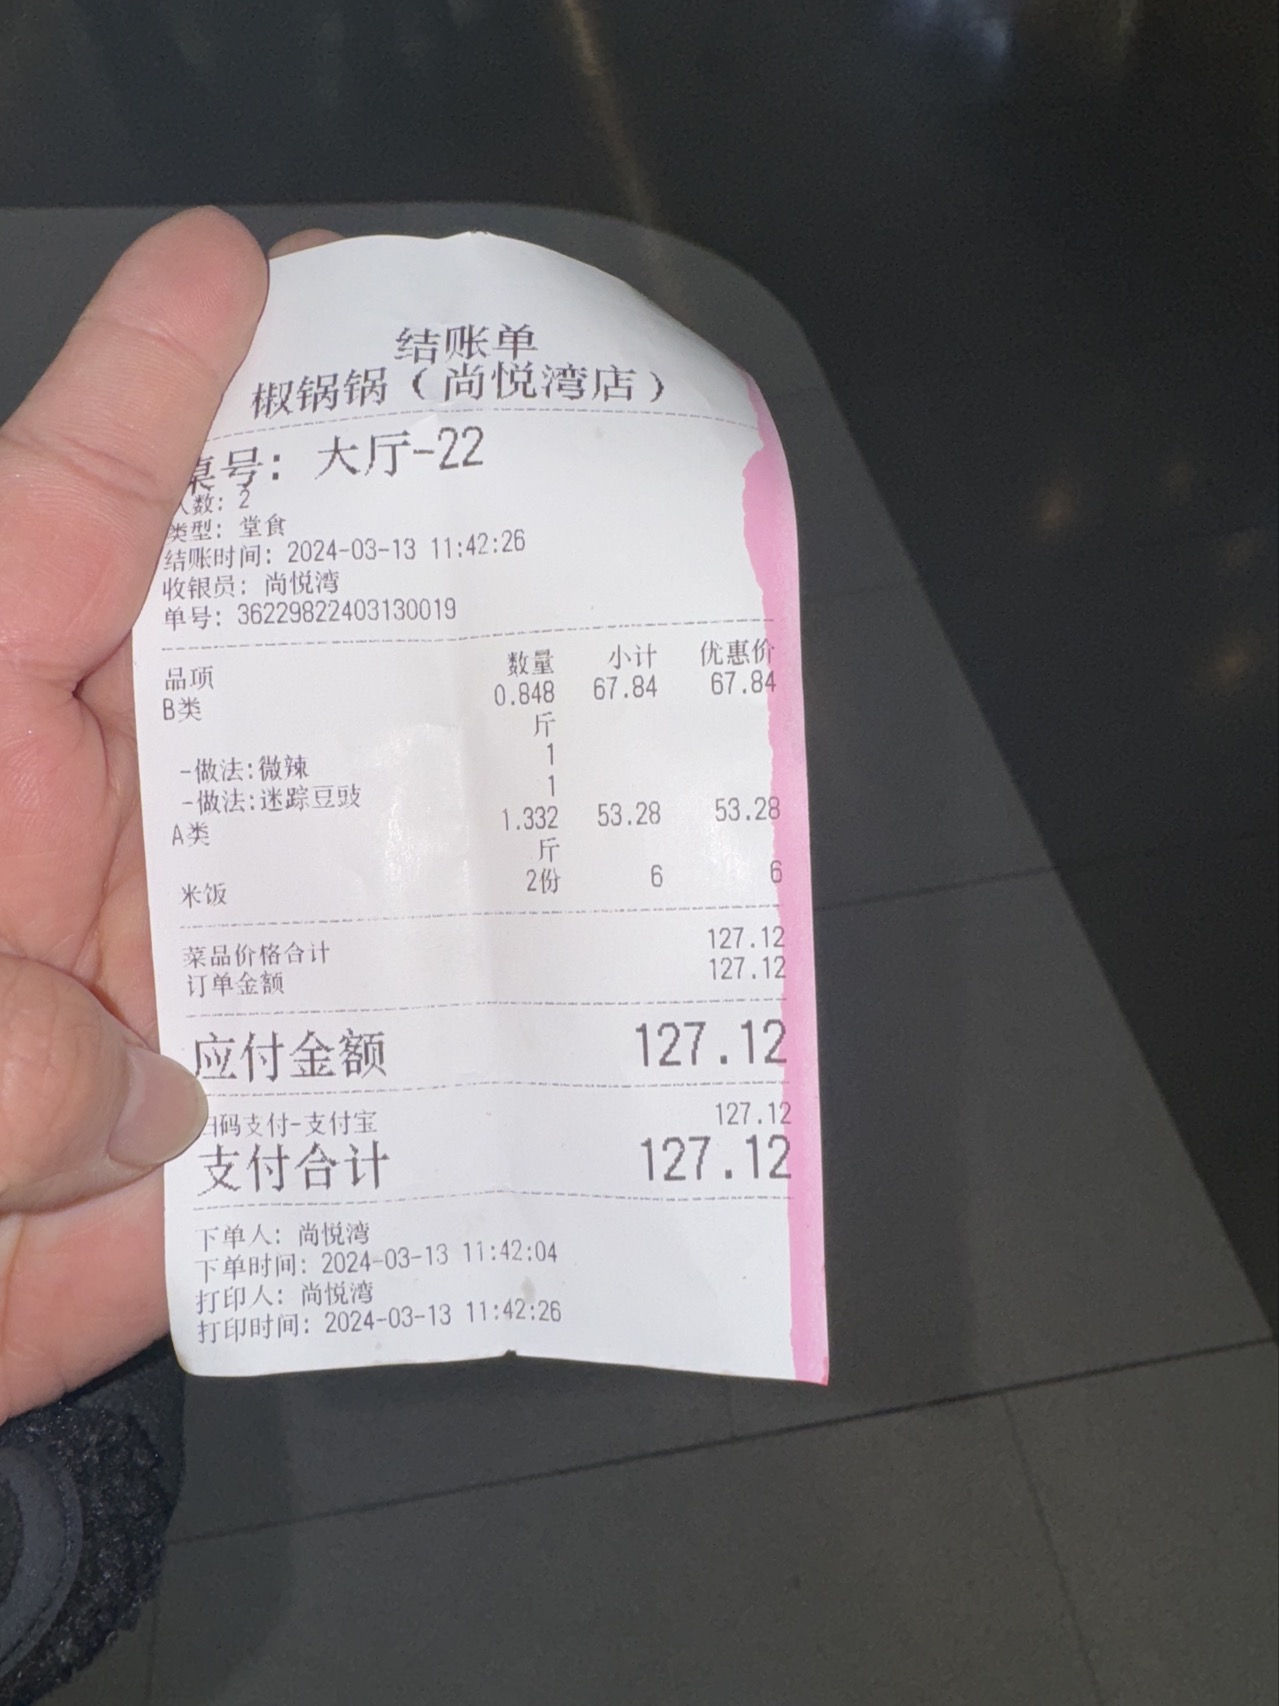 结账单
椒锅锅（尚悦湾店）
桌号: 大厅-22
人数: 2
类型: 堂食
结账时间: 2024-03-13 11:42:26
收银员: 尚悦湾
单号: 36229822403130019
品项 数量 小计 优惠价
B类 0.848 67.84 67.84
斤
-做法:微辣 1
-做法:迷踪豆豉 1
A类 1.332 53.28 53.28
斤
米饭 2份 6 6
菜品价格合计 127.12
订单金额 127.12
应付金额 127.12
扫码支付-支付宝 127.12
支付合计 127.12
下单人: 尚悦湾
下单时间: 2024-03-13 11:42:04
打印人: 尚悦湾
打印时间: 2024-03-13 11:42:26